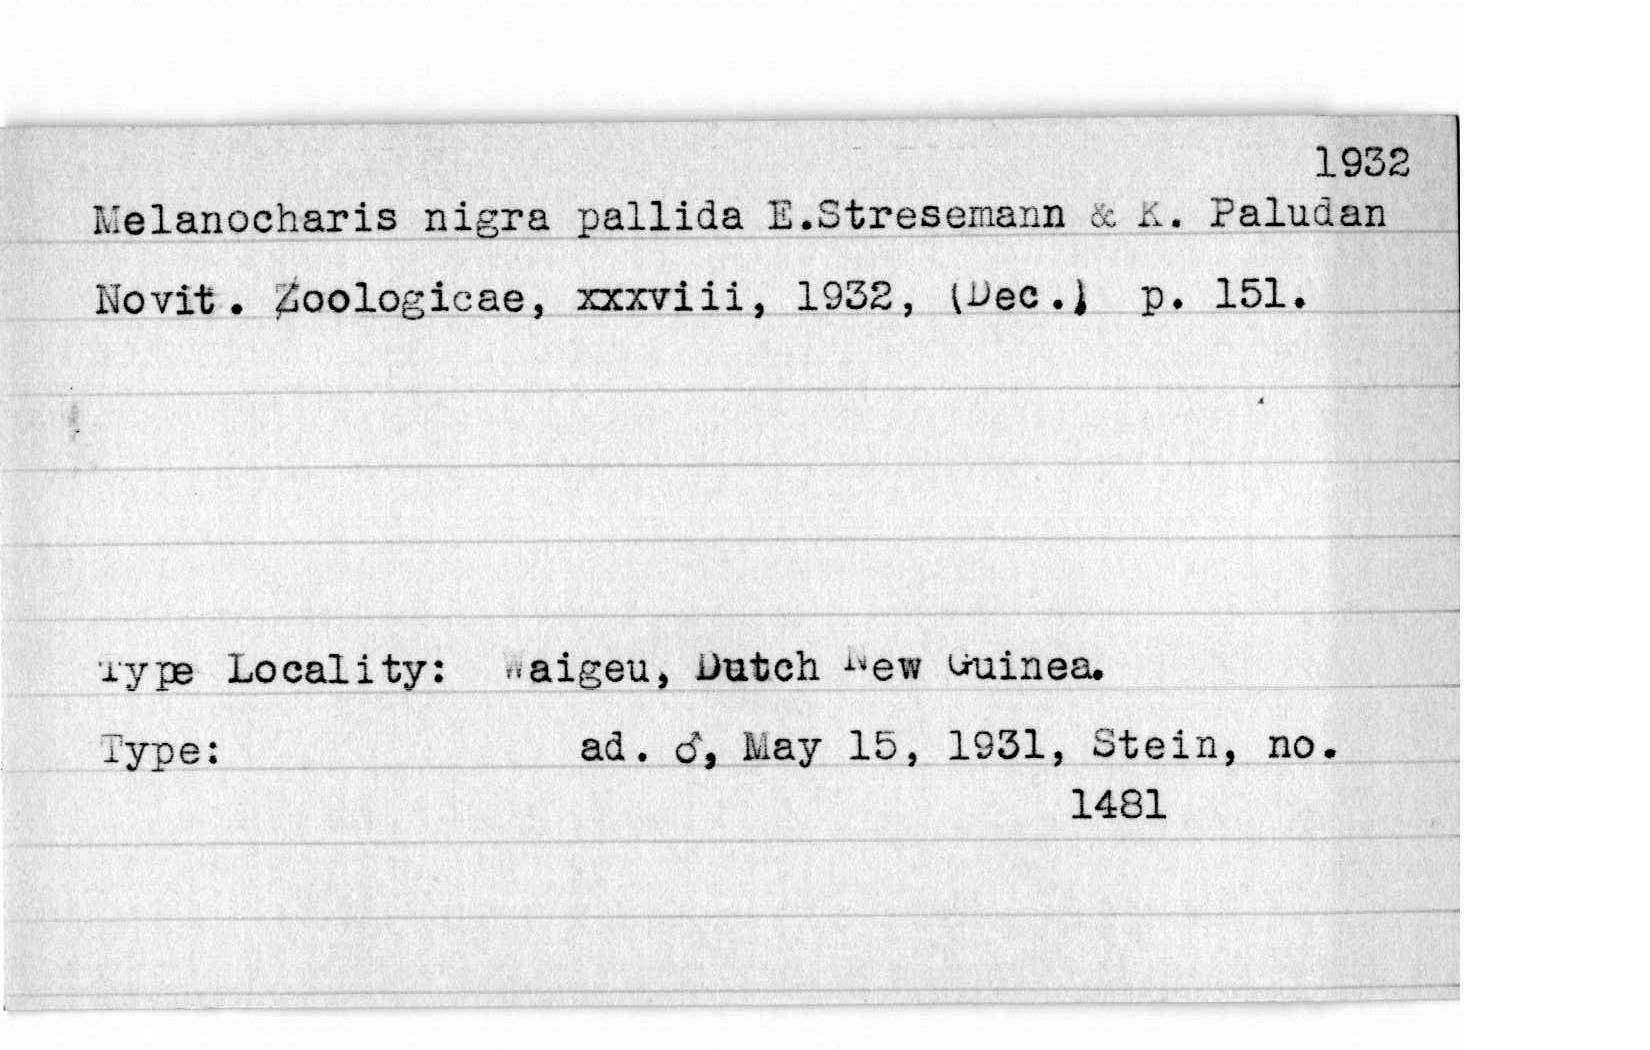 1932
Melanocharis nigra pallida E.Stresemann & K. Paludan
Novit. Zoologicae, xxxviii, 1932, (Dec.) p. 151.
Type Locality: Waigeu, Dutch New Guinea.
Type: ad. ♂, May 15, 1931, Stein, no.
1481